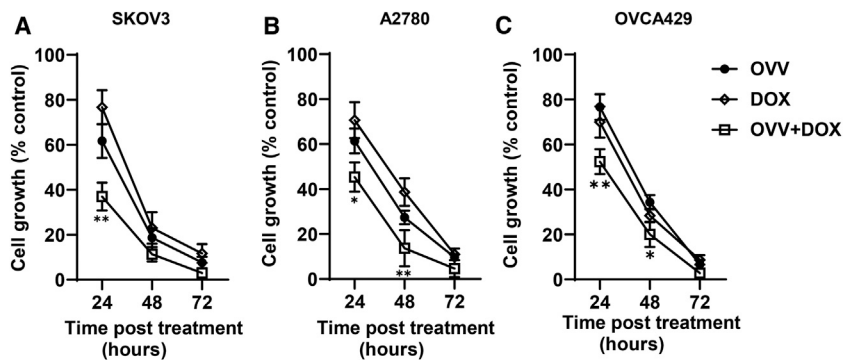 A SKOV3
B A2780
C OVCA429
Cell growth (% control)
100
80
60
40
20
0
**
24 48 72
Time post treatment
(hours)
Cell growth (% control)
100
80
60
40
20
0
*
**
24 48 72
Time post treatment
(hours)
Cell growth (% control)
100
80
60
40
20
0
**
*
24 48 72
Time post treatment
(hours)
OVV
DOX
OVV+DOX